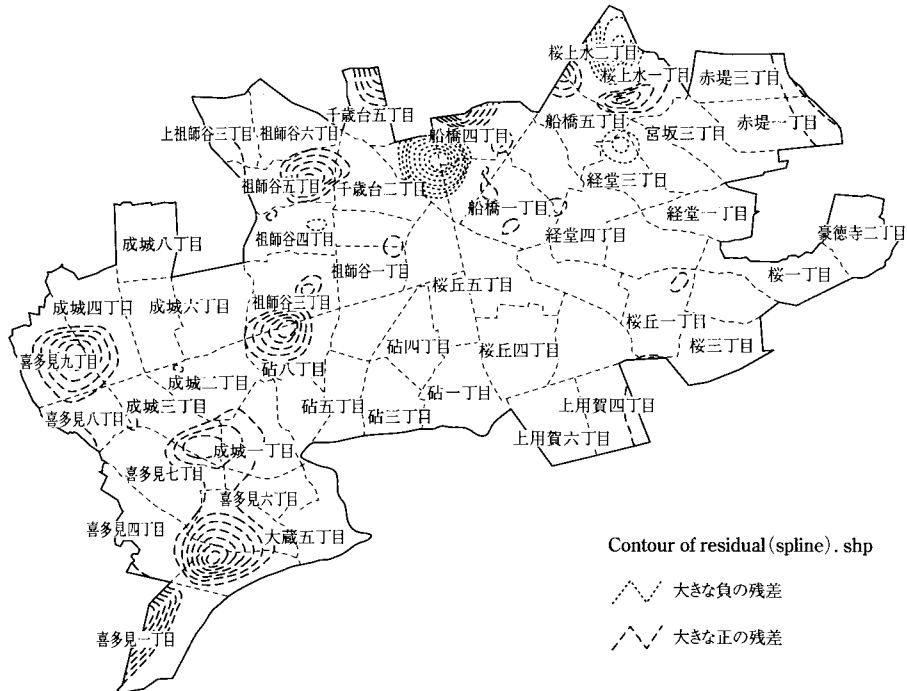 桜上水二丁目
桜上水一丁目
赤堤三丁目
千歳台五丁目
船橋五丁目
赤堤一丁目
上祖師谷三丁目
祖師谷六丁目
船橋四丁目
宮坂三丁目
祖師谷五丁目
千歳台二丁目
経堂三丁目
船橋一丁目
経堂一丁目
成城八丁目
祖師谷四丁目
経堂四丁目
豪徳寺二丁目
祖師谷一丁目
桜一丁目
成城四丁目
成城六丁目
祖師谷三丁目
桜丘五丁目
桜丘一丁目
喜多見九丁目
砧四丁目
桜丘四丁目
桜三丁目
成城二丁目
砧八丁目
砧一丁目
喜多見八丁目
成城三丁目
砧五丁目
砧三丁目
上用賀四丁目
上用賀六丁目
成城一丁目
喜多見七丁目
喜多見六丁目
喜多見四丁目
大蔵五丁目
喜多見一丁目
Contour of residual(spline).shp
大きな負の残差
大きな正の残差